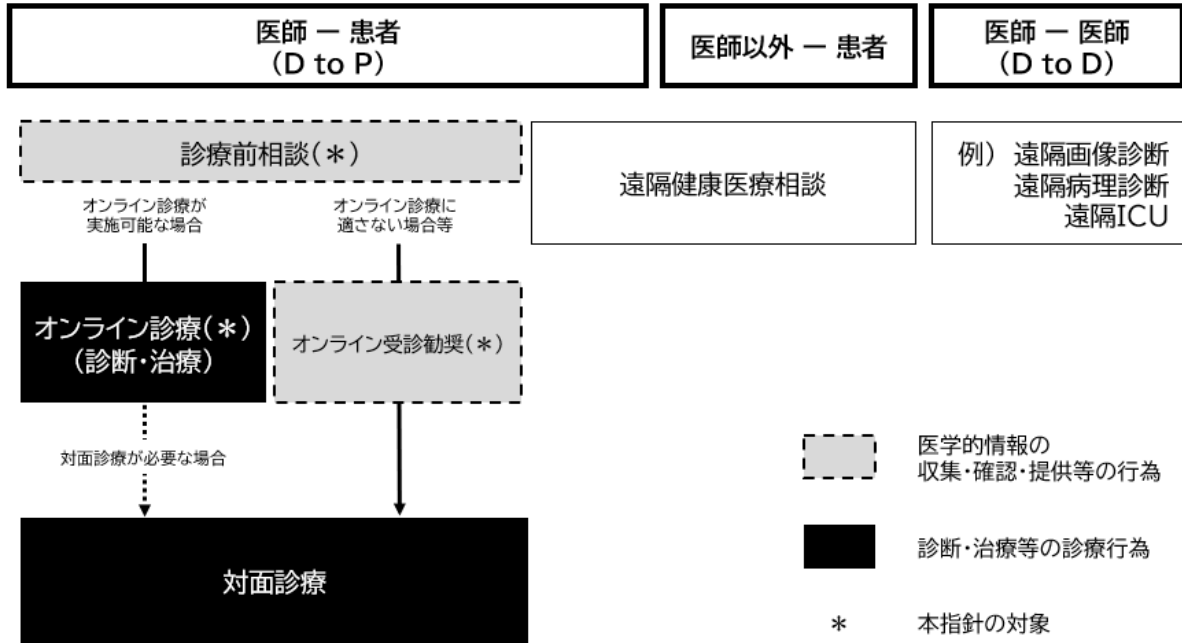 医師 ー 患者
(D to P)
医師以外 ー 患者
医師 ー 医師
(D to D)
診療前相談(＊)
遠隔健康医療相談
例） 遠隔画像診断
遠隔病理診断
遠隔ICU
オンライン診療が
実施可能な場合
オンライン診療に
適さない場合等
オンライン診療(＊)
(診断・治療)
オンライン受診勧奨(＊)
対面診療が必要な場合
対面診療
医学的情報の
収集・確認・提供等の行為
診断・治療等の診療行為
＊ 本指針の対象